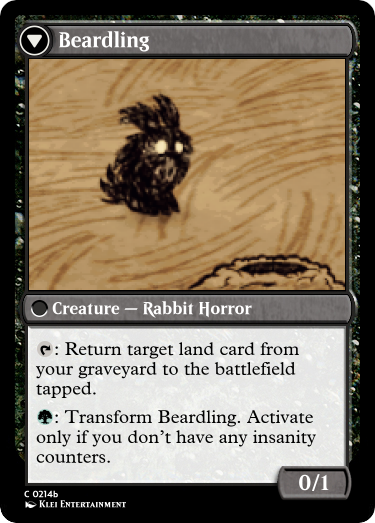 Beardling
Creature — Rabbit Horror
: Return target land card from
your graveyard to the battlefield
tapped.
: Transform Beardling. Activate
only if you don't have any insanity
counters.
0/1
C 0214b
Klei Entertainment